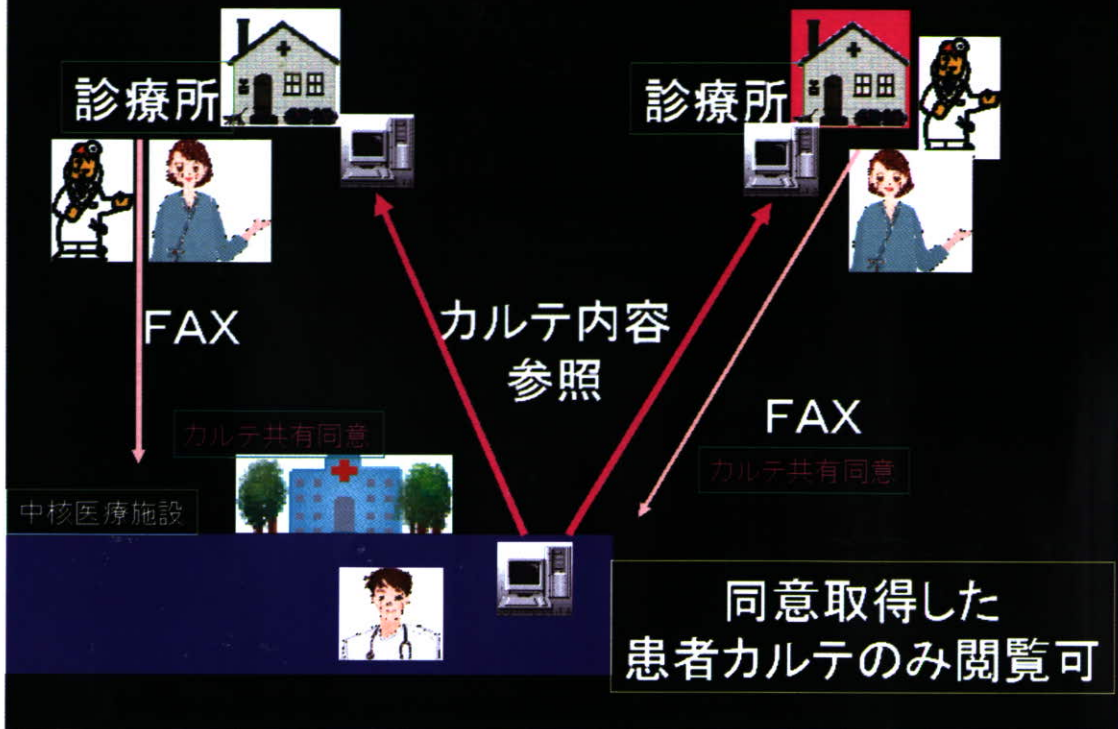 診療所
診療所
FAX
カルテ内容
参照
FAX
カルテ共有同意
カルテ共有同意
中核医療施設
同意取得した
患者カルテのみ閲覧可